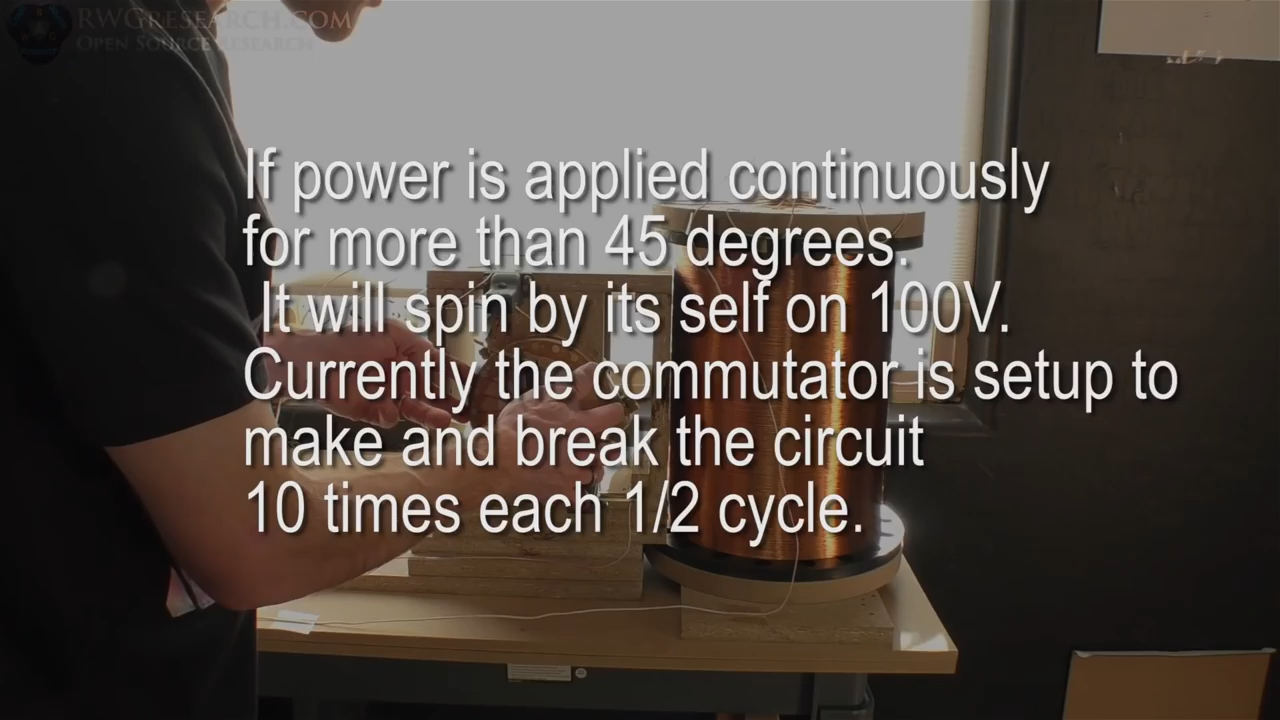 RWGRESEARCH.COM
OPEN SOURCE RESEARCH
If power is applied continuously
for more than 45 degrees.
It will spin by its self on 100V.
Currently the commutator is setup to
make and break the circuit
10 times each 1/2 cycle.